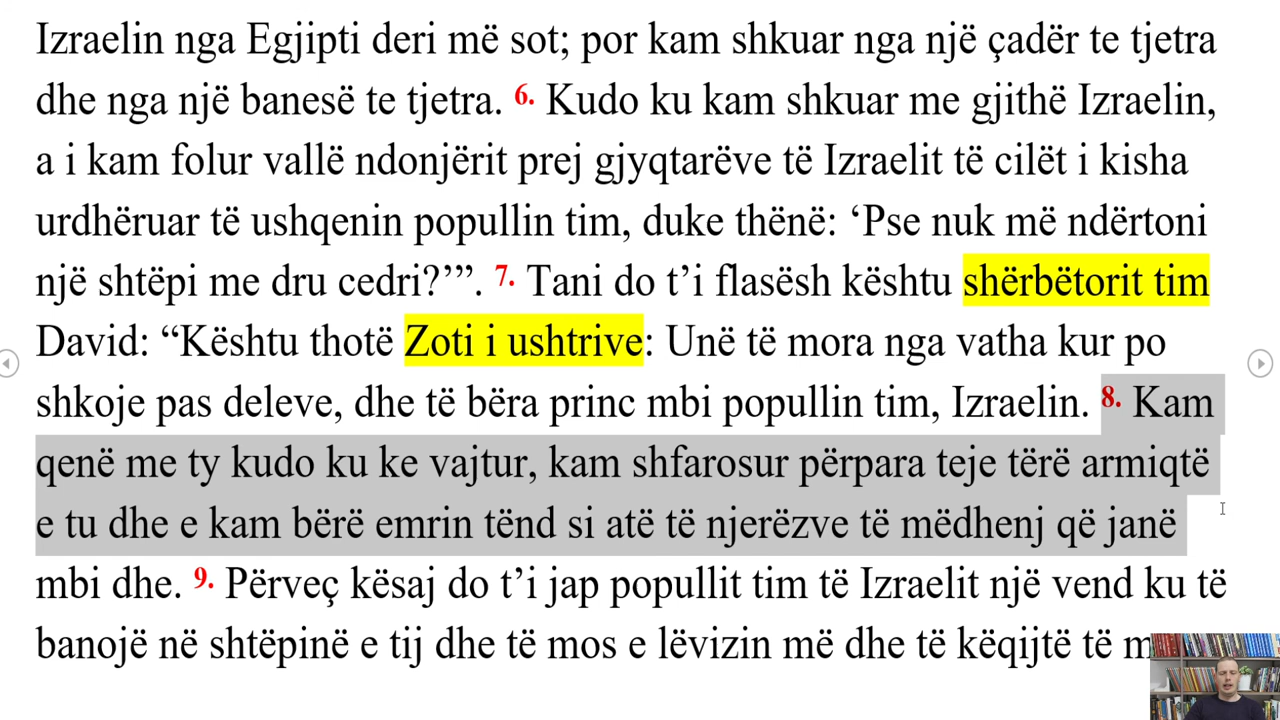 Izraelin nga Egjipti deri më sot; por kam shkuar nga një çadër te tjetra
dhe nga një banesë te tjetra. 6. Kudo ku kam shkuar me gjithë Izraelin,
a i kam folur vallë ndonjërit prej gjyqtarëve të Izraelit të cilët i kisha
urdhëruar të ushqenin popullin tim, duke thënë: ‘Pse nuk më ndërtoni
një shtëpi me dru cedri?’”. 7. Tani do t’i flasësh kështu shërbëtorit tim
David: “Kështu thotë Zoti i ushtrive: Unë të mora nga vatha kur po
shkoje pas deleve, dhe të bëra princ mbi popullin tim, Izraelin. 8. Kam
qenë me ty kudo ku ke vajtur, kam shfarosur përpara teje tërë armiqtë
e tu dhe e kam bërë emrin tënd si atë të njerëzve të mëdhenj që janë
mbi dhe. 9. Përveç kësaj do t’i jap popullit tim të Izraelit një vend ku të
banojë në shtëpinë e tij dhe të mos e lëvizin më dhe të këqijtë të